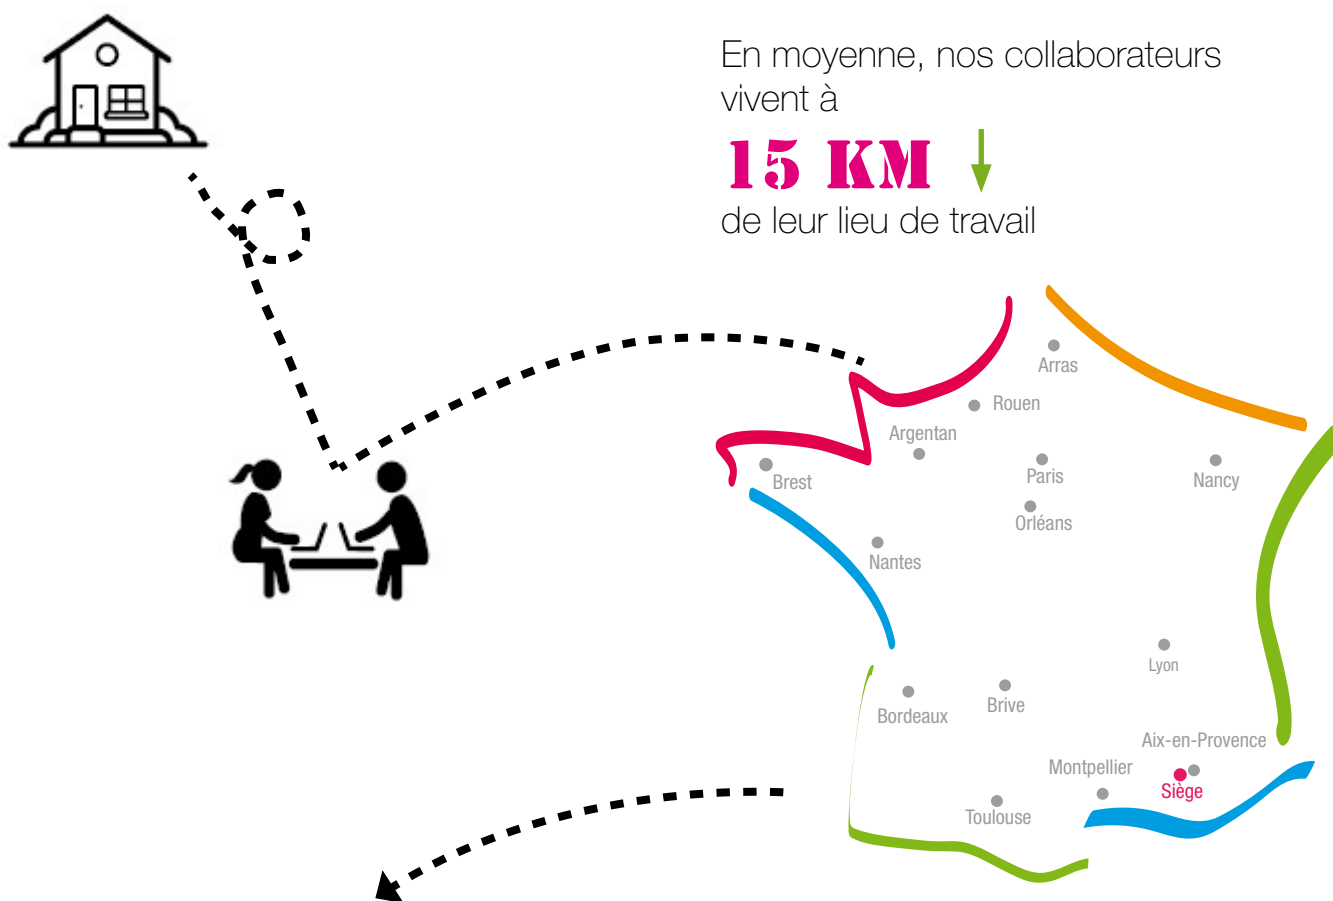 En moyenne, nos collaborateurs
vivent à
15 KM
de leur lieu de travail
Arras
Rouen
Argentan
Paris
Nancy
Brest
Orléans
Nantes
Lyon
Brive
Bordeaux
Aix-en-Provence
Montpellier
Siège
Toulouse